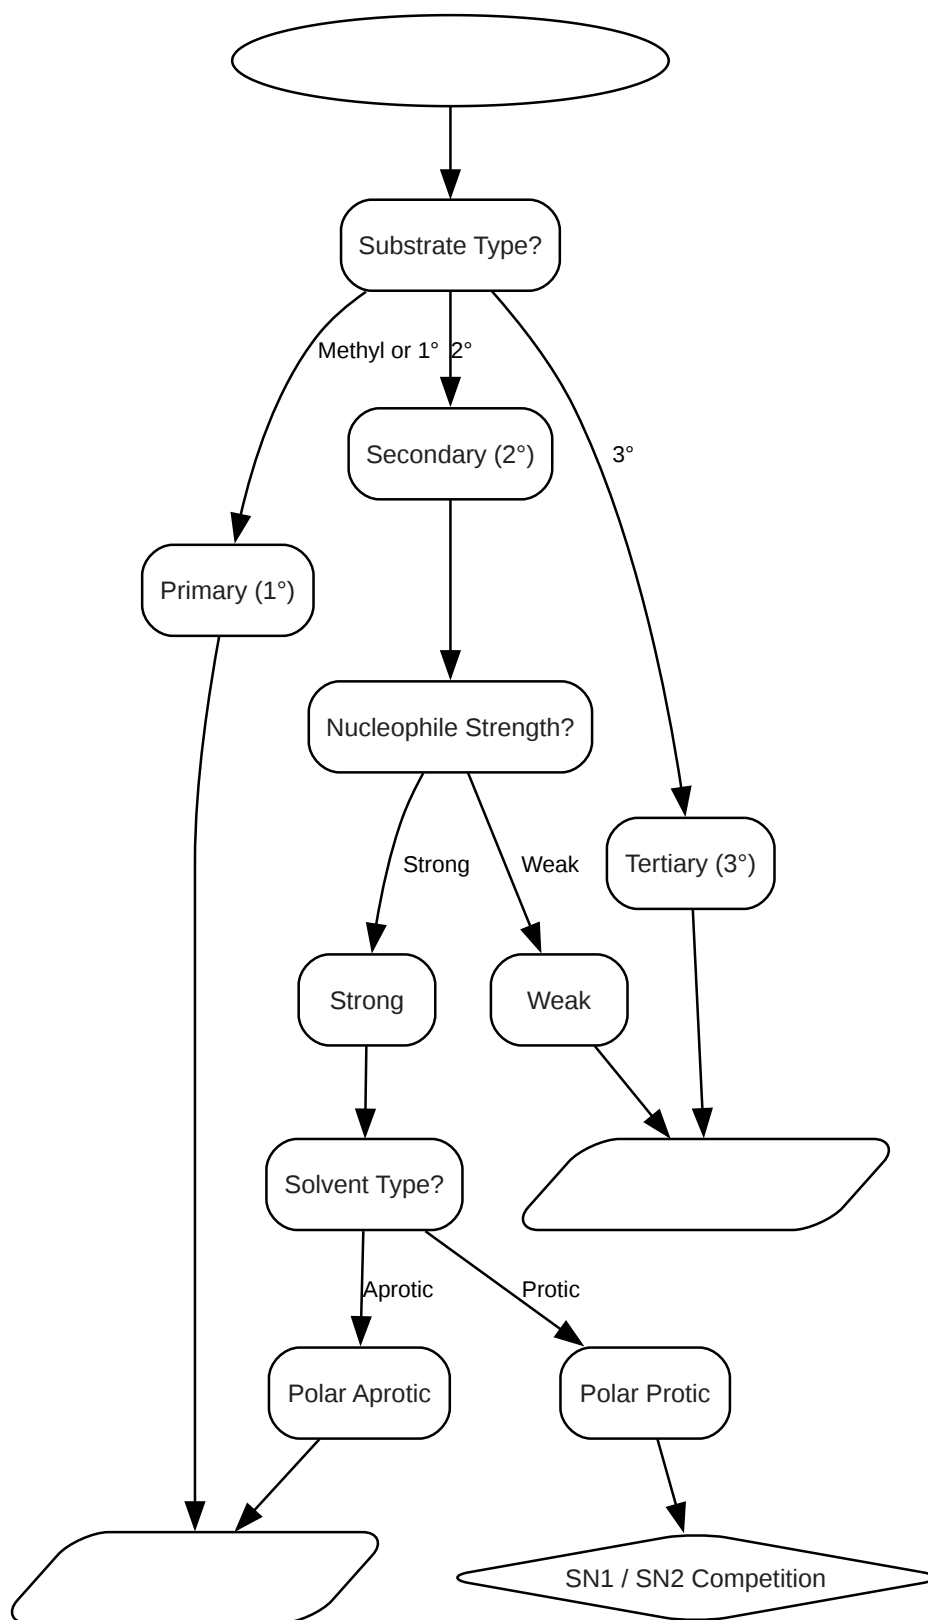 Substrate Type?
Methyl or 1°
2°
Secondary (2°)
3°
Primary (1°)
Nucleophile Strength?
Strong
Weak
Tertiary (3°)
Strong
Weak
Solvent Type?
Aprotic
Protic
Polar Aprotic
Polar Protic
SN1 / SN2 Competition